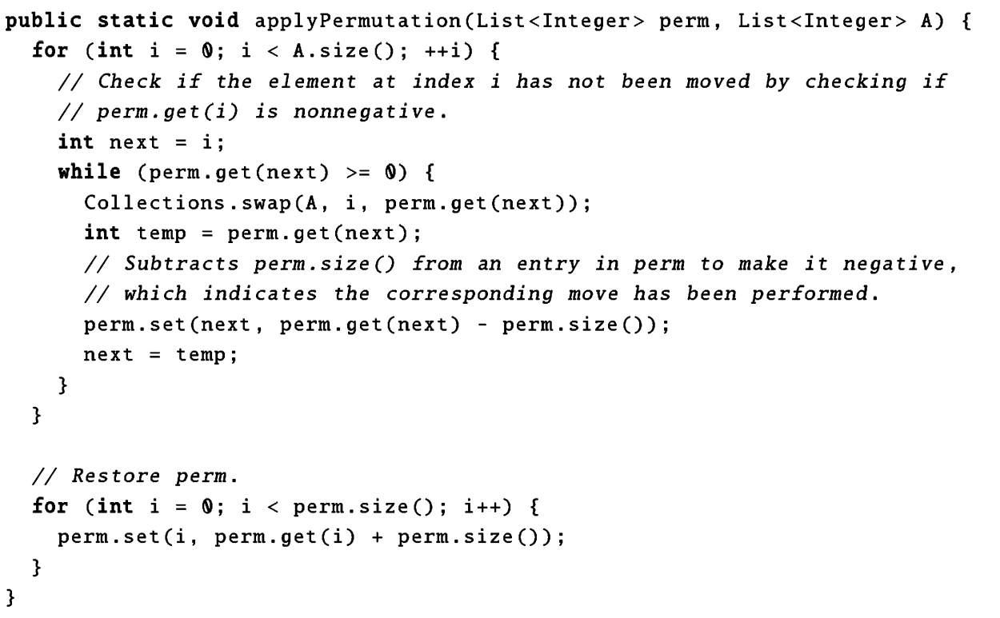 public static void applyPermutation(List<Integer> perm, List<Integer> A) {
  for (int i = 0; i < A.size(); ++i) {
    // Check if the element at index i has not been moved by checking if
    // perm.get(i) is nonnegative.
    int next = i;
    while (perm.get(next) >= 0) {
      Collections.swap(A, i, perm.get(next));
      int temp = perm.get(next);
      // Subtracts perm.size() from an entry in perm to make it negative,
      // which indicates the corresponding move has been performed.
      perm.set(next, perm.get(next) - perm.size());
      next = temp;
    }
  }

  // Restore perm.
  for (int i = 0; i < perm.size(); i++) {
    perm.set(i, perm.get(i) + perm.size());
  }
}